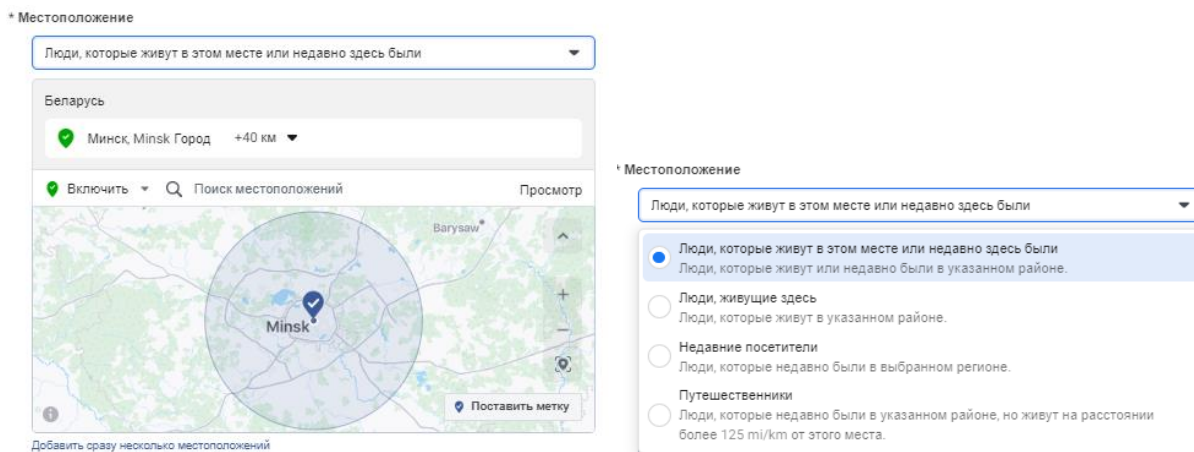 * Местоположение
Люди, которые живут в этом месте или недавно здесь были
Беларусь
Минск, Minsk Город +40 км
Включить Поиск местоположений Просмотр
Barysaw
Minsk
Поставить метку
Добавить сразу несколько местоположений
* Местоположение
Люди, которые живут в этом месте или недавно здесь были
Люди, которые живут в этом месте или недавно здесь были
Люди, которые живут или недавно были в указанном районе.
Люди, живущие здесь
Люди, которые живут в указанном районе.
Недавние посетители
Люди, которые недавно были в выбранном регионе.
Путешественники
Люди, которые недавно были в указанном районе, но живут на расстоянии
более 125 mi/km от этого места.